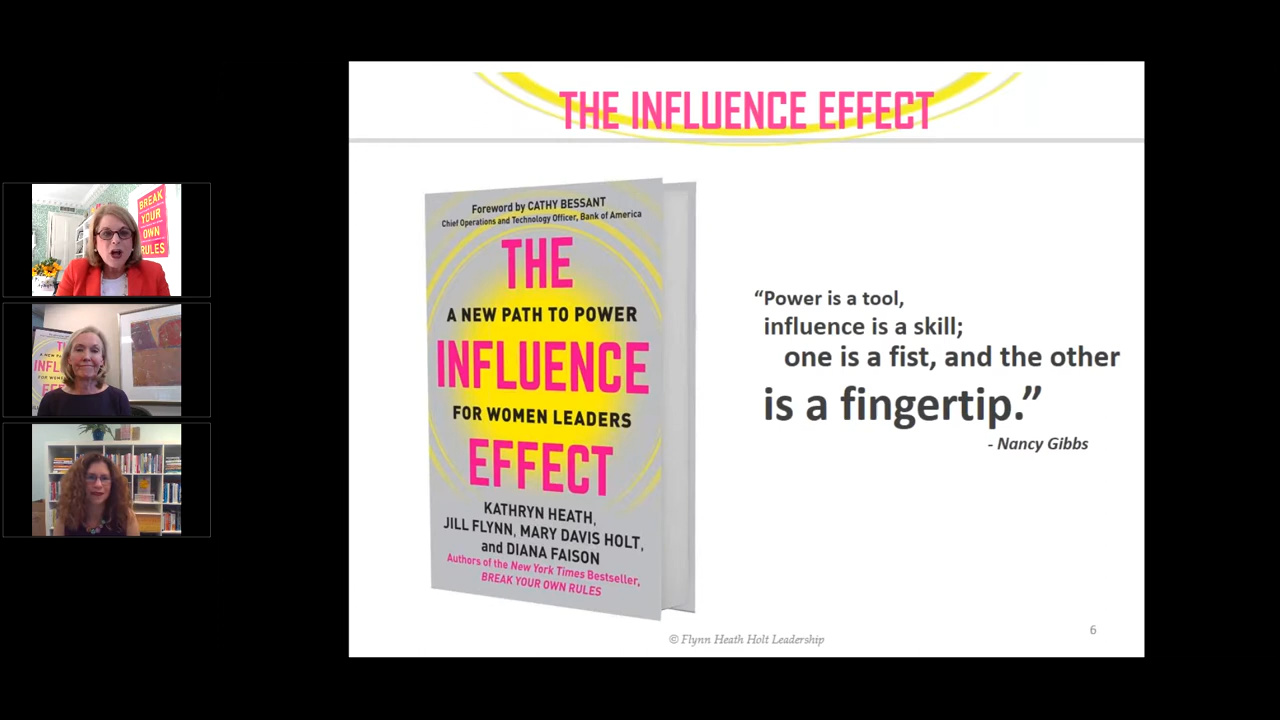 THE INFLUENCE EFFECT
Foreword by CATHY BESSANT
Chief Operations and Technology Officer, Bank of America
THE
A NEW PATH TO POWER
INFLUENCE
FOR WOMEN LEADERS
EFFECT
KATHRYN HEATH,
JILL FLYNN, MARY DAVIS HOLT,
and DIANA FAISON
Authors of the New York Times Bestseller,
BREAK YOUR OWN RULES
“Power is a tool,
influence is a skill;
one is a fist, and the other
is a fingertip.”
- Nancy Gibbs
© Flynn Heath Holt Leadership
6
BREAK
YOUR
OWN
RULES